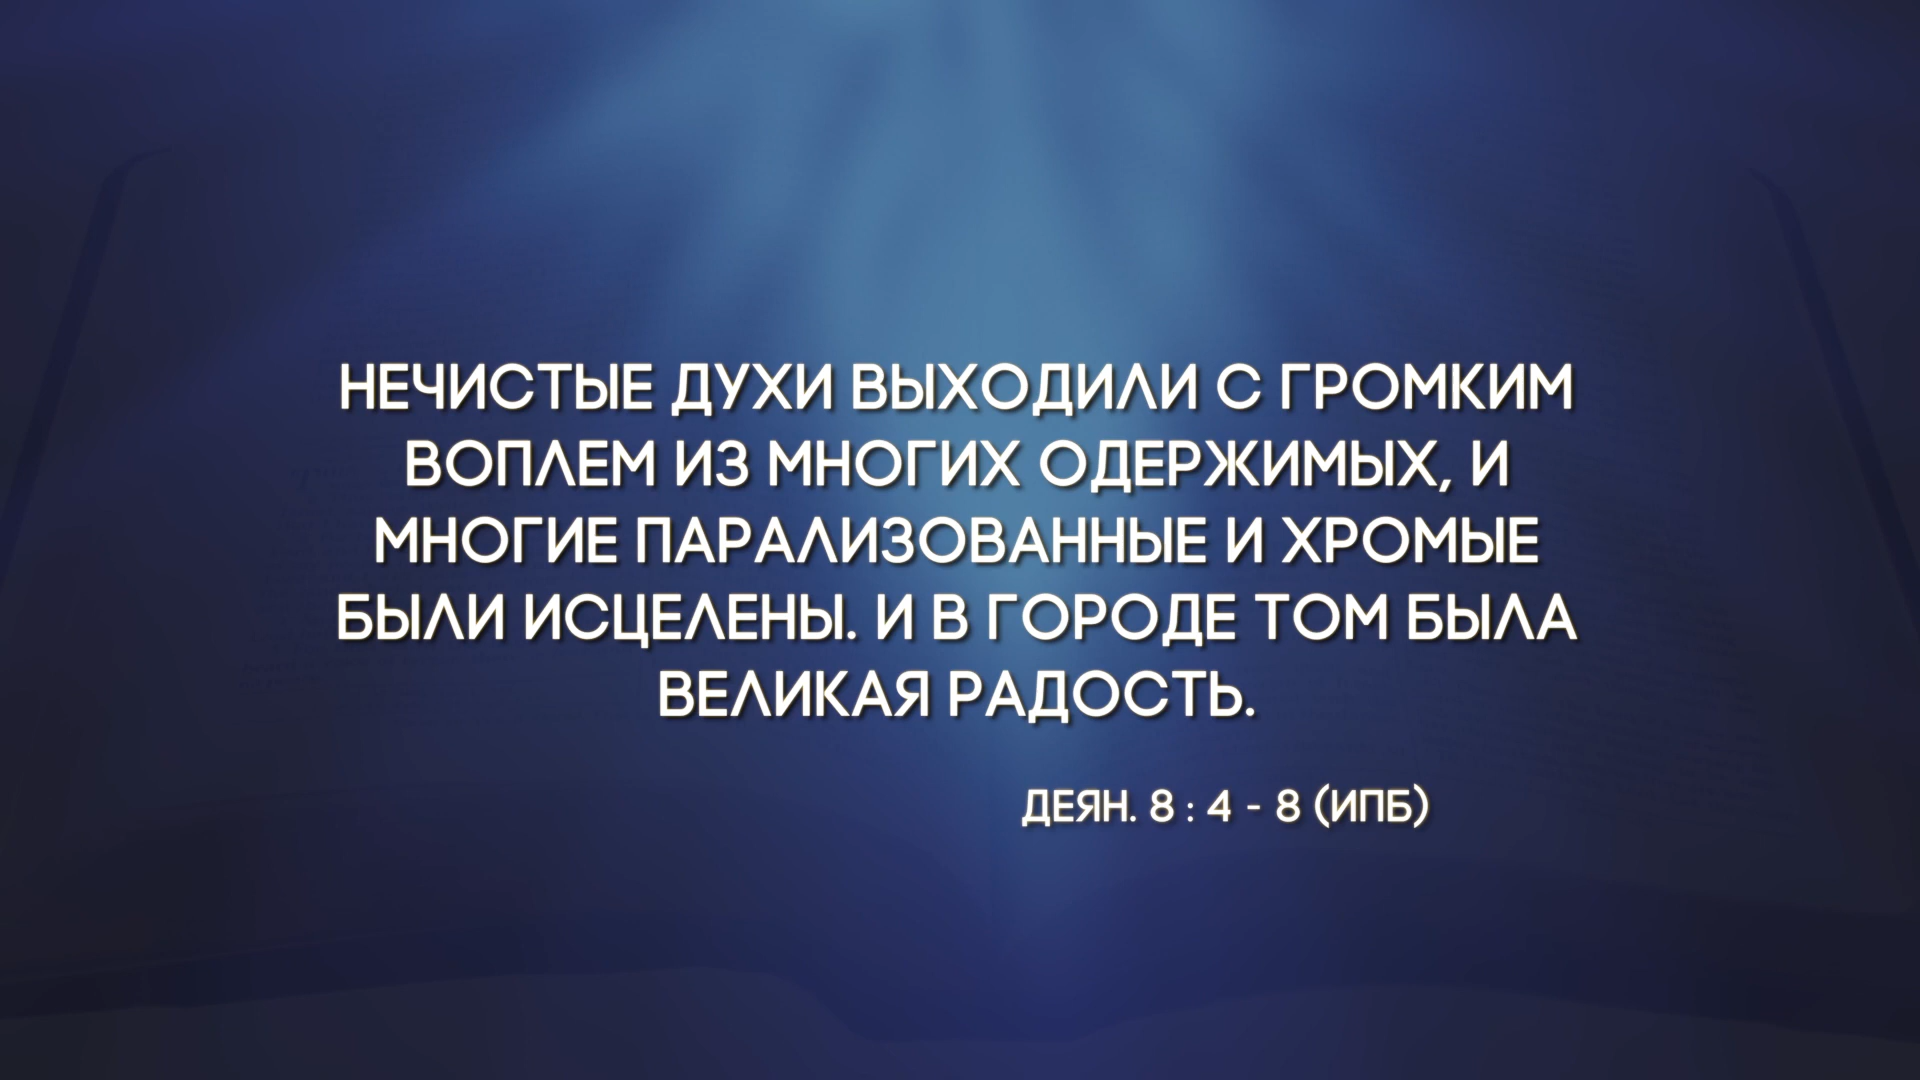 НЕЧИСТЫЕ ДУХИ ВЫХОДИЛИ С ГРОМКИМ
ВОПЛЕМ ИЗ МНОГИХ ОДЕРЖИМЫХ, И
МНОГИЕ ПАРАЛИЗОВАННЫЕ И ХРОМЫЕ
БЫЛИ ИСЦЕЛЕНЫ. И В ГОРОДЕ ТОМ БЫЛА
ВЕЛИКАЯ РАДОСТЬ.
ДЕЯН. 8 : 4 - 8 (ИПБ)